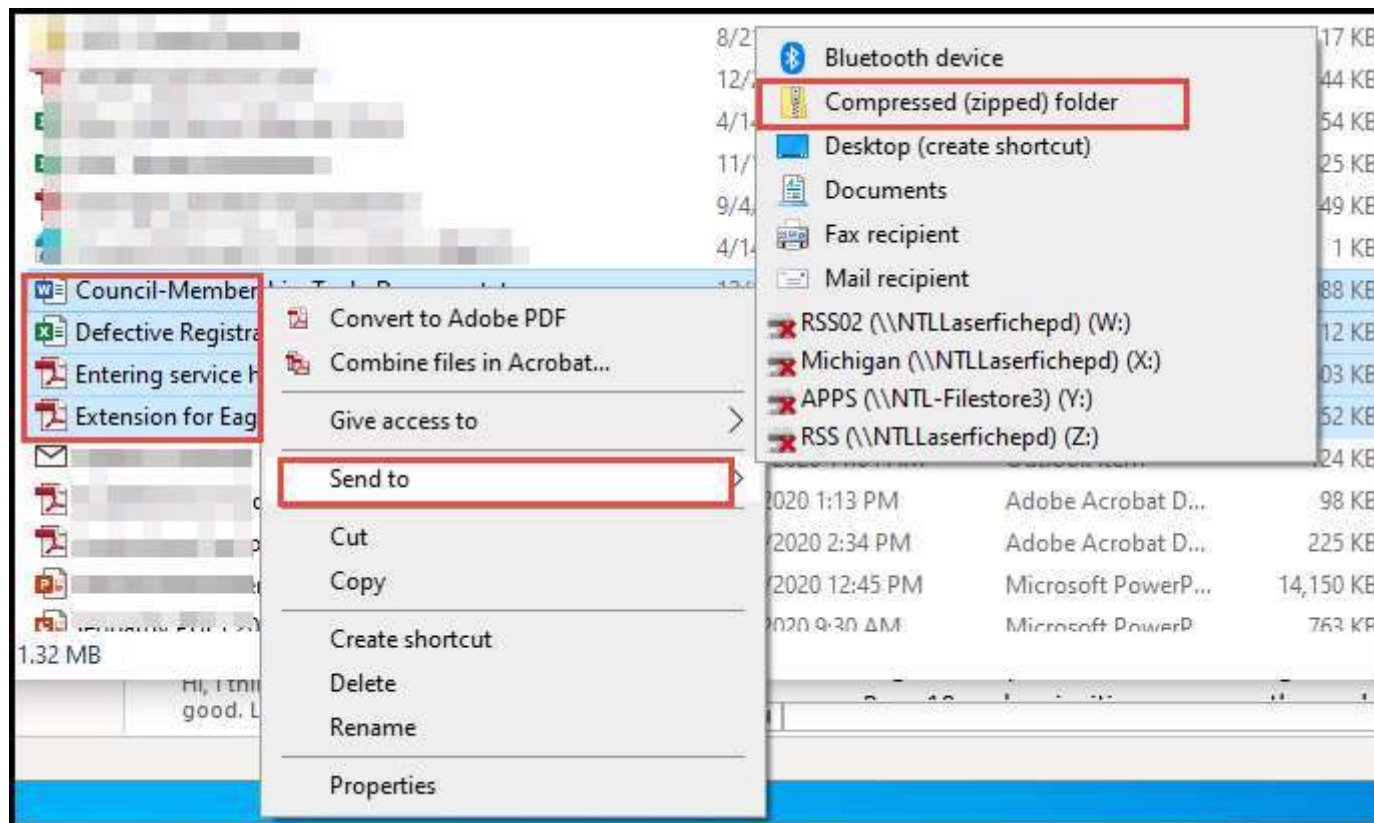 8/2
17 KB
12/
44 KB
4/14
54 KB
11/
25 KB
9/4/
49 KB
4/14
1 KB
Bluetooth device
Compressed (zipped) folder
Desktop (create shortcut)
Documents
Fax recipient
Mail recipient
RSS02 (\\NTLLaserfichepd) (W:)
Michigan (\\NTLLaserfichepd) (X:)
APPS (\\NTL-Filestore3) (Y:)
RSS (\\NTLLaserfichepd) (Z:)
Council-Member
88 KB
Defective Registra
12 KB
Entering service h
03 KB
Extension for Eag
52 KB
24 KB
Convert to Adobe PDF
Combine files in Acrobat...
Give access to
Send to
Cut
Copy
Create shortcut
Delete
Rename
Properties
2020 1:13 PM Adobe Acrobat D... 98 KB
/2020 2:34 PM Adobe Acrobat D... 225 KB
/2020 12:45 PM Microsoft PowerP... 14,150 KB
2020 9:30 AM Microsoft PowerP 763 KB
1.32 MB
Hi, I thi
good. L